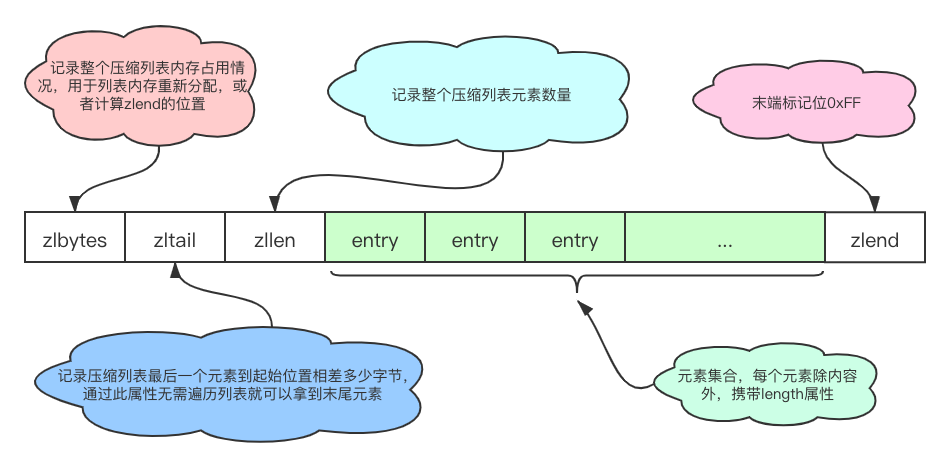 记录整个压缩列表内存占用情
况，用于列表内存重新分配，或
者计算zlend的位置
记录整个压缩列表元素数量
末端标记位0xFF
zlbytes
zltail
zllen
entry
entry
entry
...
zlend
记录压缩列表最后一个元素到起始位置相差多少字节，
通过此属性无需遍历列表就可以拿到末尾元素
元素集合，每个元素除内容
外，携带length属性